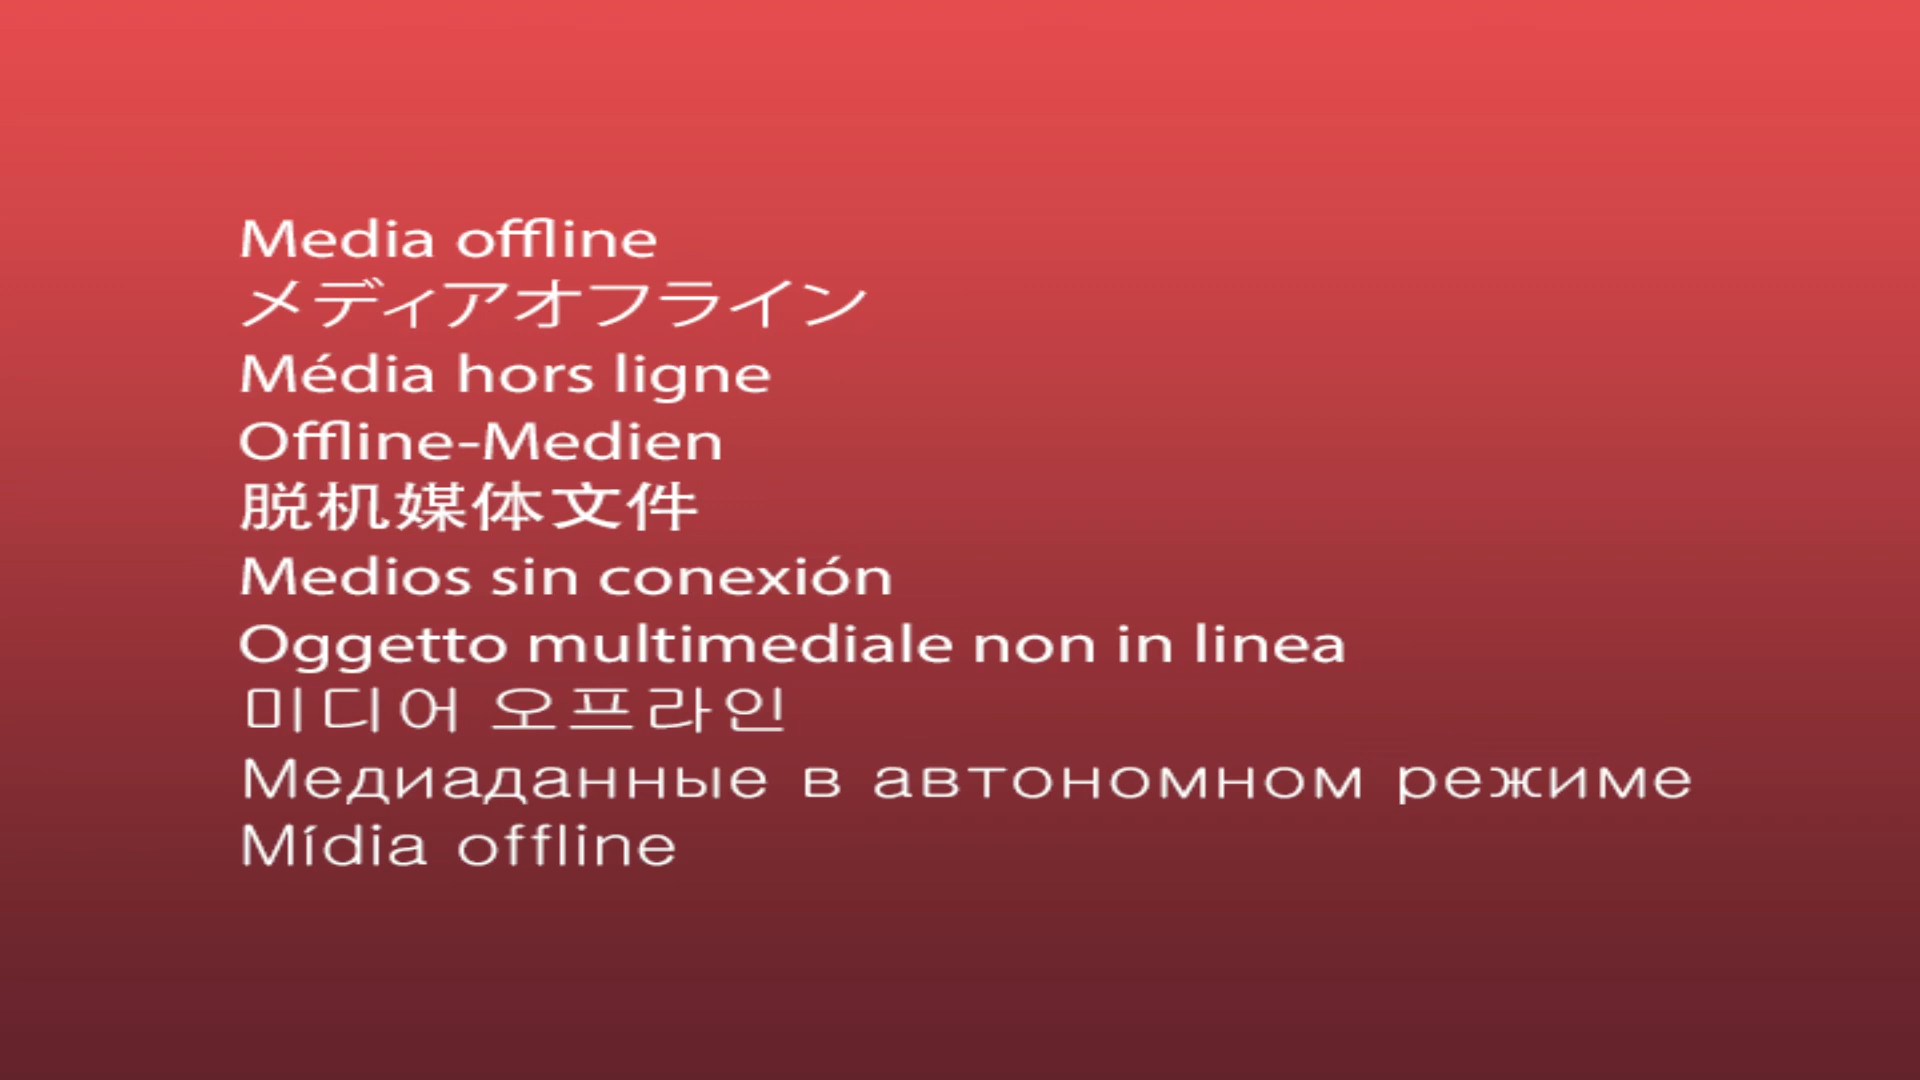 Media offline
メディアオフライン
Média hors ligne
Offline-Medien
脱机媒体文件
Medios sin conexión
Oggetto multimediale non in linea
미디어 오프라인
Медиаданные в автономном режиме
Mídia offline